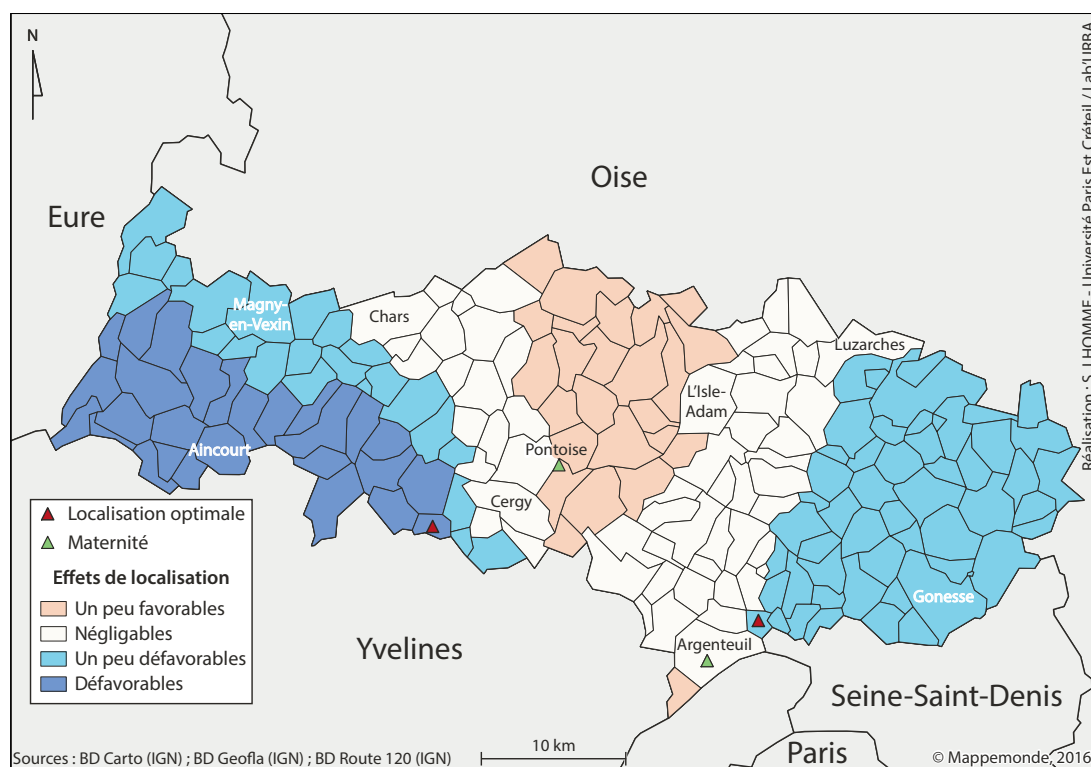 N
Oise
Eure
Magny-
en-Vexin
Chars
Luzarches
L'Isle-
Adam
Aincourt
Pontoise
Cergy
Gonesse
Argenteuil
Yvelines
Seine-Saint-Denis
Paris
Localisation optimale
Maternité
Effets de localisation
Un peu favorables
Négligables
Un peu défavorables
Défavorables
10 km
Sources : BD Carto (IGN) ; BD Geofla (IGN) ; BD Route 120 (IGN)
© Mappemonde, 2016
Réalisation : S. LHOMME - Université Paris Est Créteil / Lab'URBA